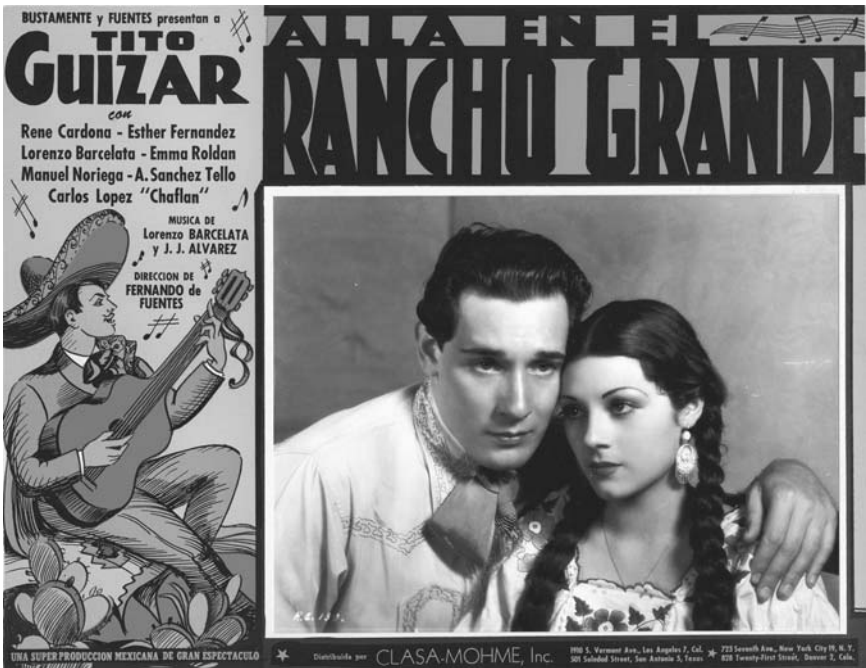 BUSTAMENTE y FUENTES presentan a
TITO
GUIZAR
con
Rene Cardona - Esther Fernandez
Lorenzo Barcelata - Emma Roldan
Manuel Noriega - A. Sanchez Tello
Carlos Lopez "Chaflan"
MUSICA DE
Lorenzo BARCELATA
y J. J. ALVAREZ
DIRECCION DE
FERNANDO de
FUENTES
UNA SUPER PRODUCCION MEXICANA DE GRAN ESPECTACULO
ALLA EN EL
RANCHO GRANDE
Distribuida por CLASA-MOHME, Inc.
1910 S. Vermont Ave., Los Angeles 7, Cal.
501 Soledad Street, San Antonio 5, Texas
723 Seventh Ave., New York City 19, N. Y.
828 Twenty-First Street, Denver 2, Colo.